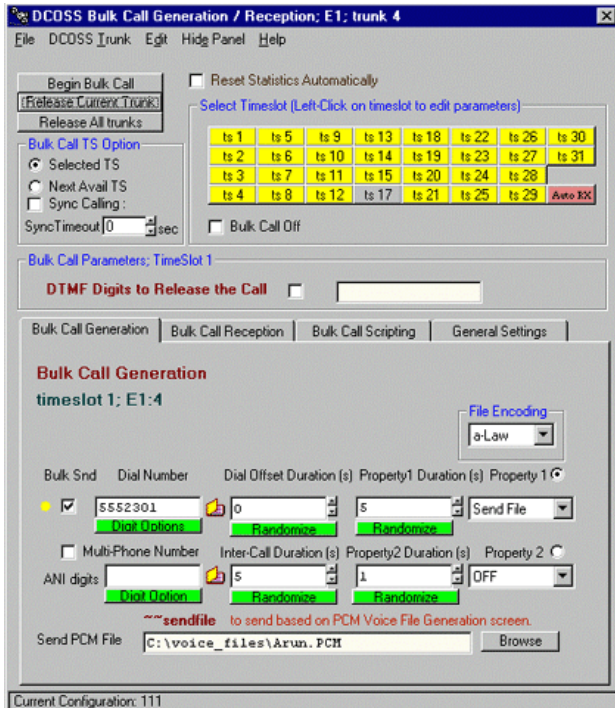 DCOSS Bulk Call Generation / Reception; E1; trunk 4
File DCOSS Trunk Edit Hide Panel Help
Begin Bulk Call
Release Current Trunk
Release All trunks
Reset Statistics Automatically
Select Timeslot (Left-Click on timeslot to edit parameters)
ts 1 ts 5 ts 9 ts 13 ts 18 ts 22 ts 26 ts 30
ts 2 ts 6 ts 10 ts 14 ts 19 ts 23 ts 27 ts 31
ts 3 ts 7 ts 11 ts 15 ts 20 ts 24 ts 28
ts 4 ts 8 ts 12 ts 17 ts 21 ts 25 ts 29 Auto RX
Bulk Call Off
Bulk Call TS Option
Selected TS
Next Avail TS
Sync Calling :
SyncTimeout 0 sec
Bulk Call Parameters; TimeSlot 1
DTMF Digits to Release the Call
Bulk Call Generation Bulk Call Reception Bulk Call Scripting General Settings
Bulk Call Generation
timeslot 1; E1:4
File Encoding
a-Law
Bulk Snd Dial Number Dial Offset Duration (s) Property1 Duration (s) Property 1
5552301 0 5 Send File
Digit Options Randomize Randomize
Multi-Phone Number Inter-Call Duration (s) Property2 Duration (s) Property 2
ANI digits 5 1 OFF
Digit Option Randomize Randomize
~~sendfile to send based on PCM Voice File Generation screen.
Send PCM File C:\voice_files\Arun.PCM Browse
Current Configuration: 111